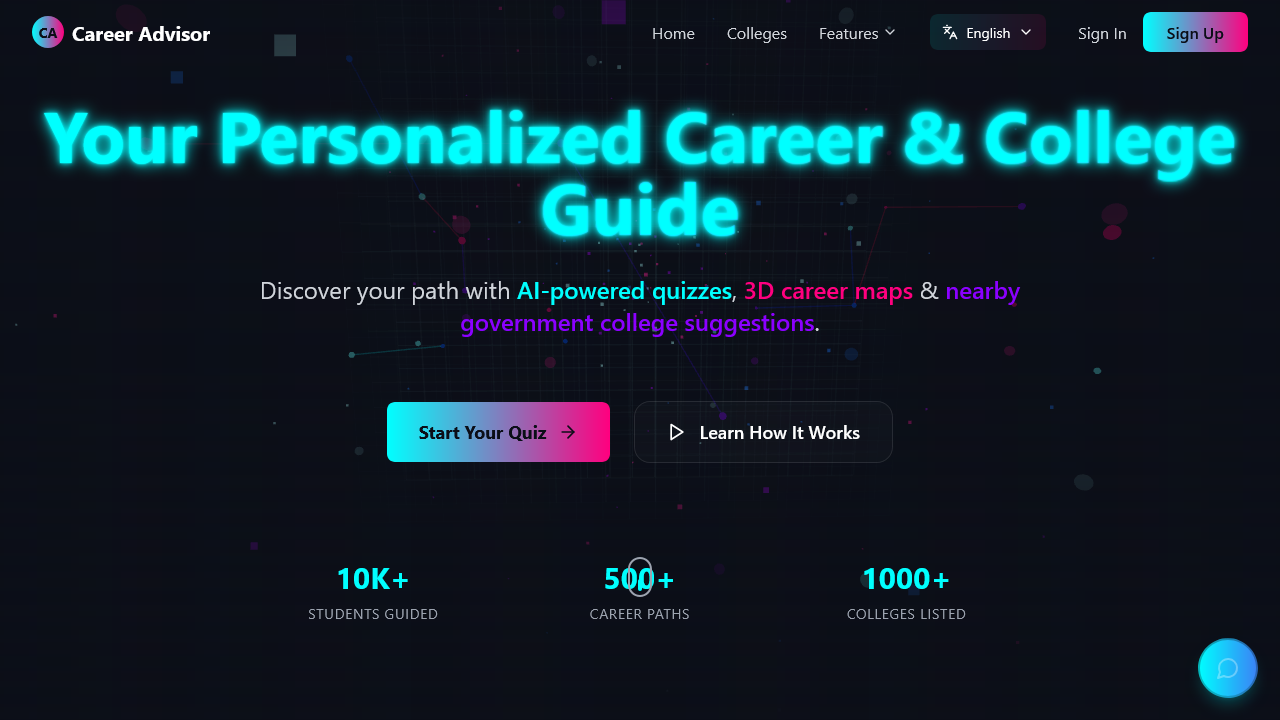 CA Career Advisor
Home Colleges Features English Sign In Sign Up
Your Personalized Career & College
Guide
Discover your path with AI-powered quizzes, 3D career maps & nearby
government college suggestions.
Start Your Quiz Learn How It Works
10K+ 500+ 1000+
STUDENTS GUIDED CAREER PATHS COLLEGES LISTED